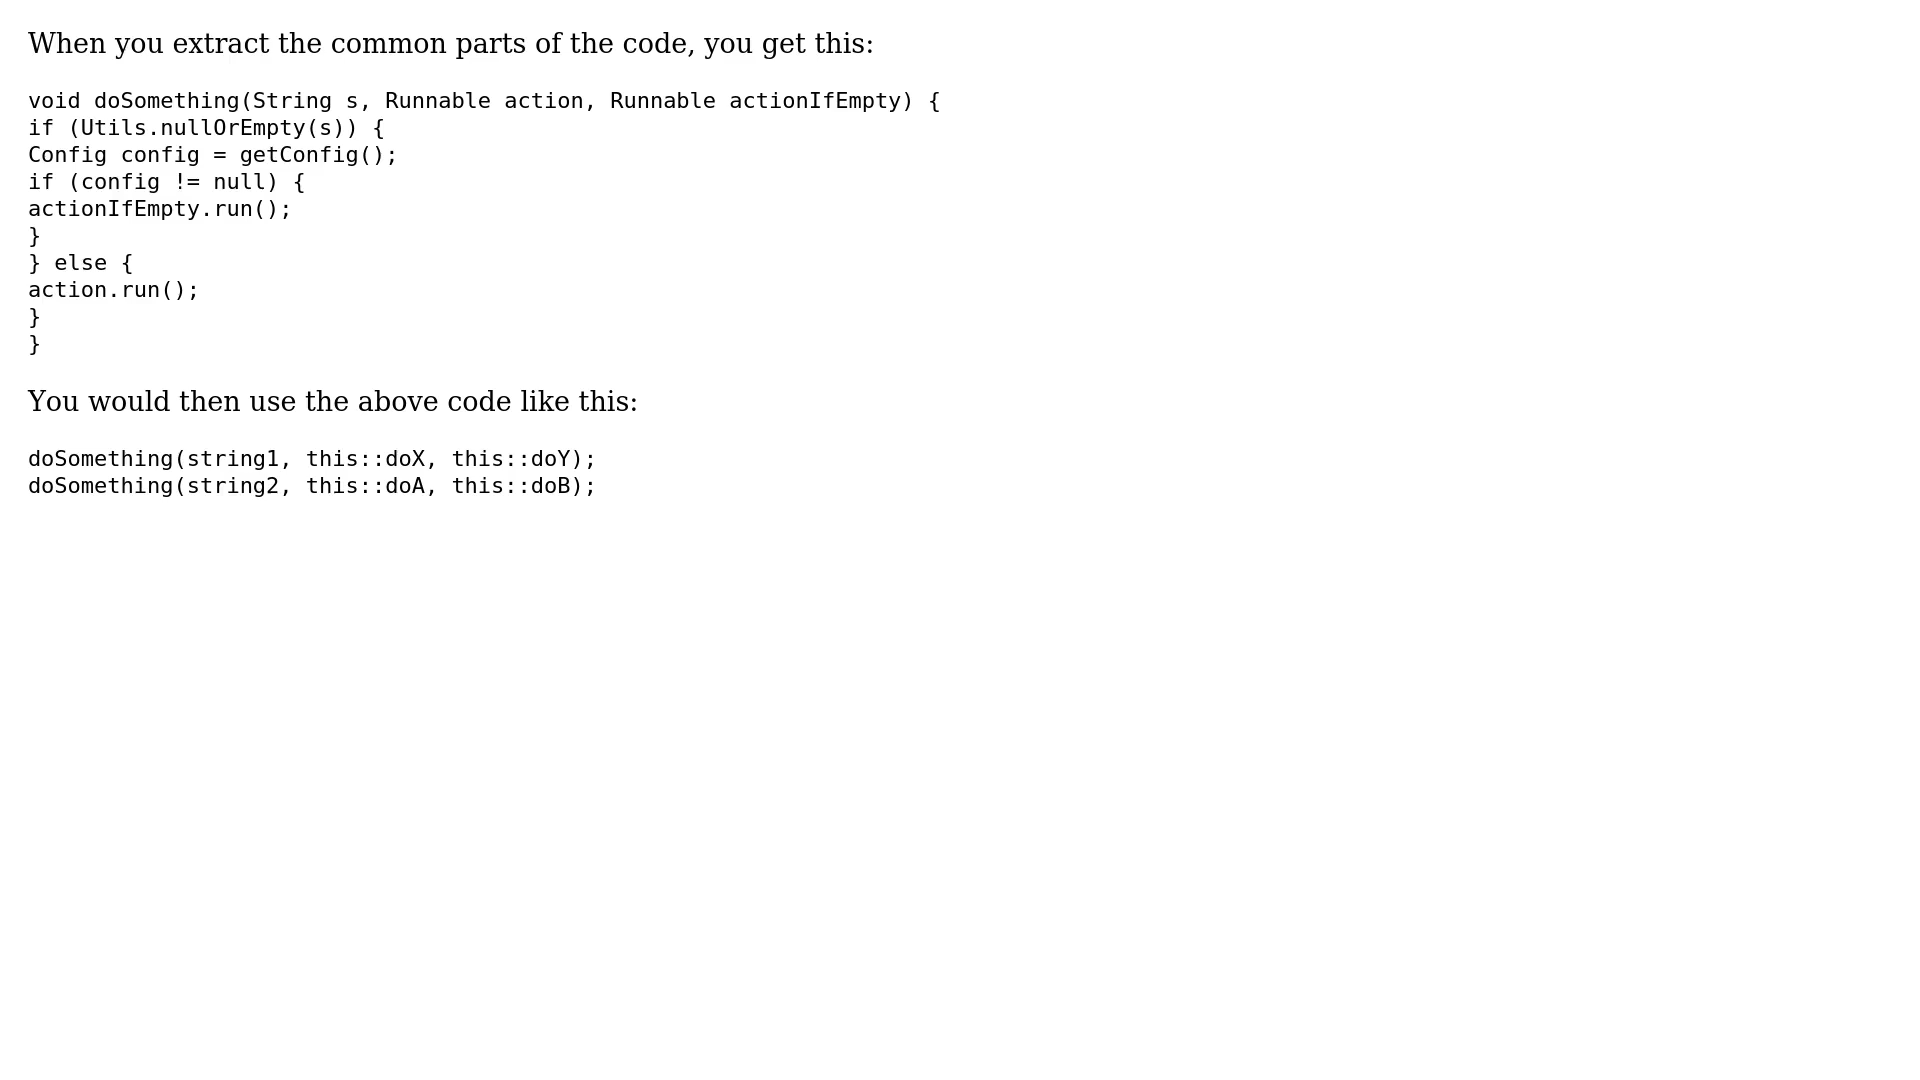 When you extract the common parts of the code, you get this:
void doSomething(String s, Runnable action, Runnable actionIfEmpty) {
if (Utils.nullOrEmpty(s)) {
Config config = getConfig();
if (config != null) {
actionIfEmpty.run();
}
} else {
action.run();
}
}
You would then use the above code like this:
doSomething(string1, this::doX, this::doY);
doSomething(string2, this::doA, this::doB);